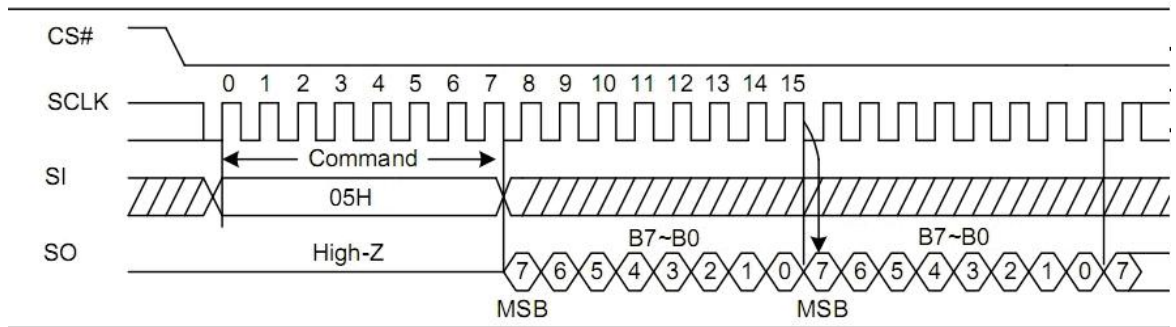 CS#
0 1 2 3 4 5 6 7 8 9 10 11 12 13 14 15
SCLK
Command
SI
05H
B7~B0 B7~B0
SO High-Z
7 6 5 4 3 2 1 0 7 6 5 4 3 2 1 0 7
MSB MSB